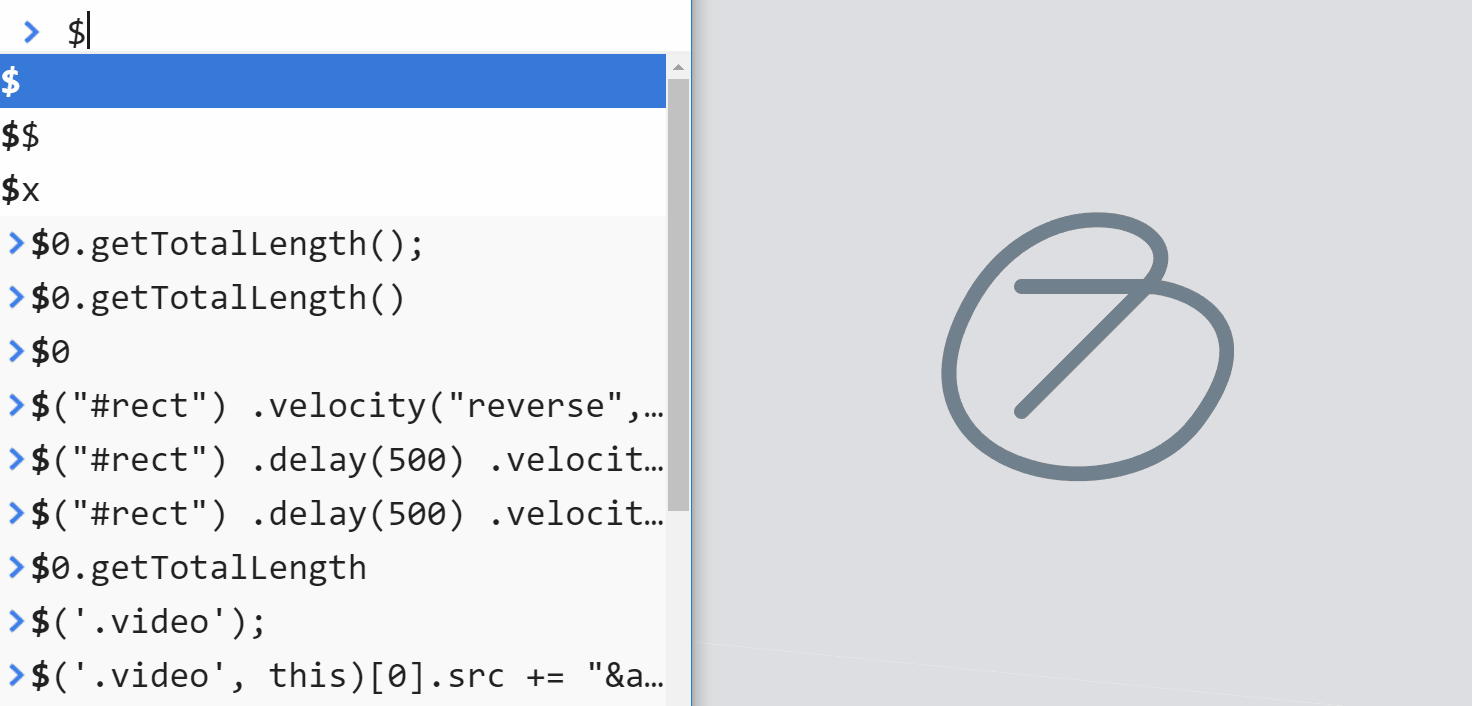 > $
$
$$
$x
>$0.getTotalLength();
>$0.getTotalLength()
>$0
>$("#rect") .velocity("reverse",…
>$("#rect") .delay(500) .velocit…
>$("#rect") .delay(500) .velocit…
>$0.getTotalLength
>$('.video');
>$('.video', this)[0].src += "&a…